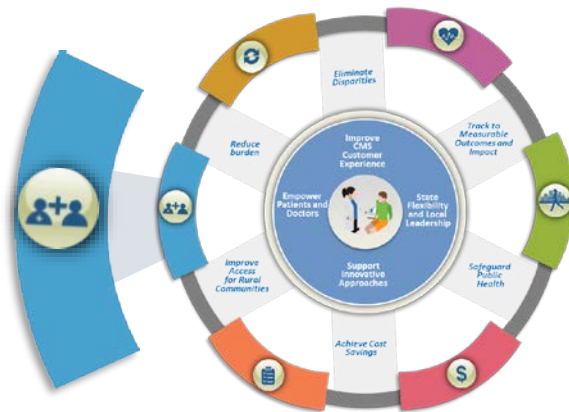 Eliminate
Disparities
Reduce
burden
Track to
Measurable
Outcomes and
Impact
Improve
CMS
Customer
Experience
Empower
Patients and
Doctors
State
Flexibility
and Local
Leadership
Support
Innovative
Approaches
Improve
Access
for Rural
Communities
Safeguard
Public
Health
Achieve Cost
Savings
$